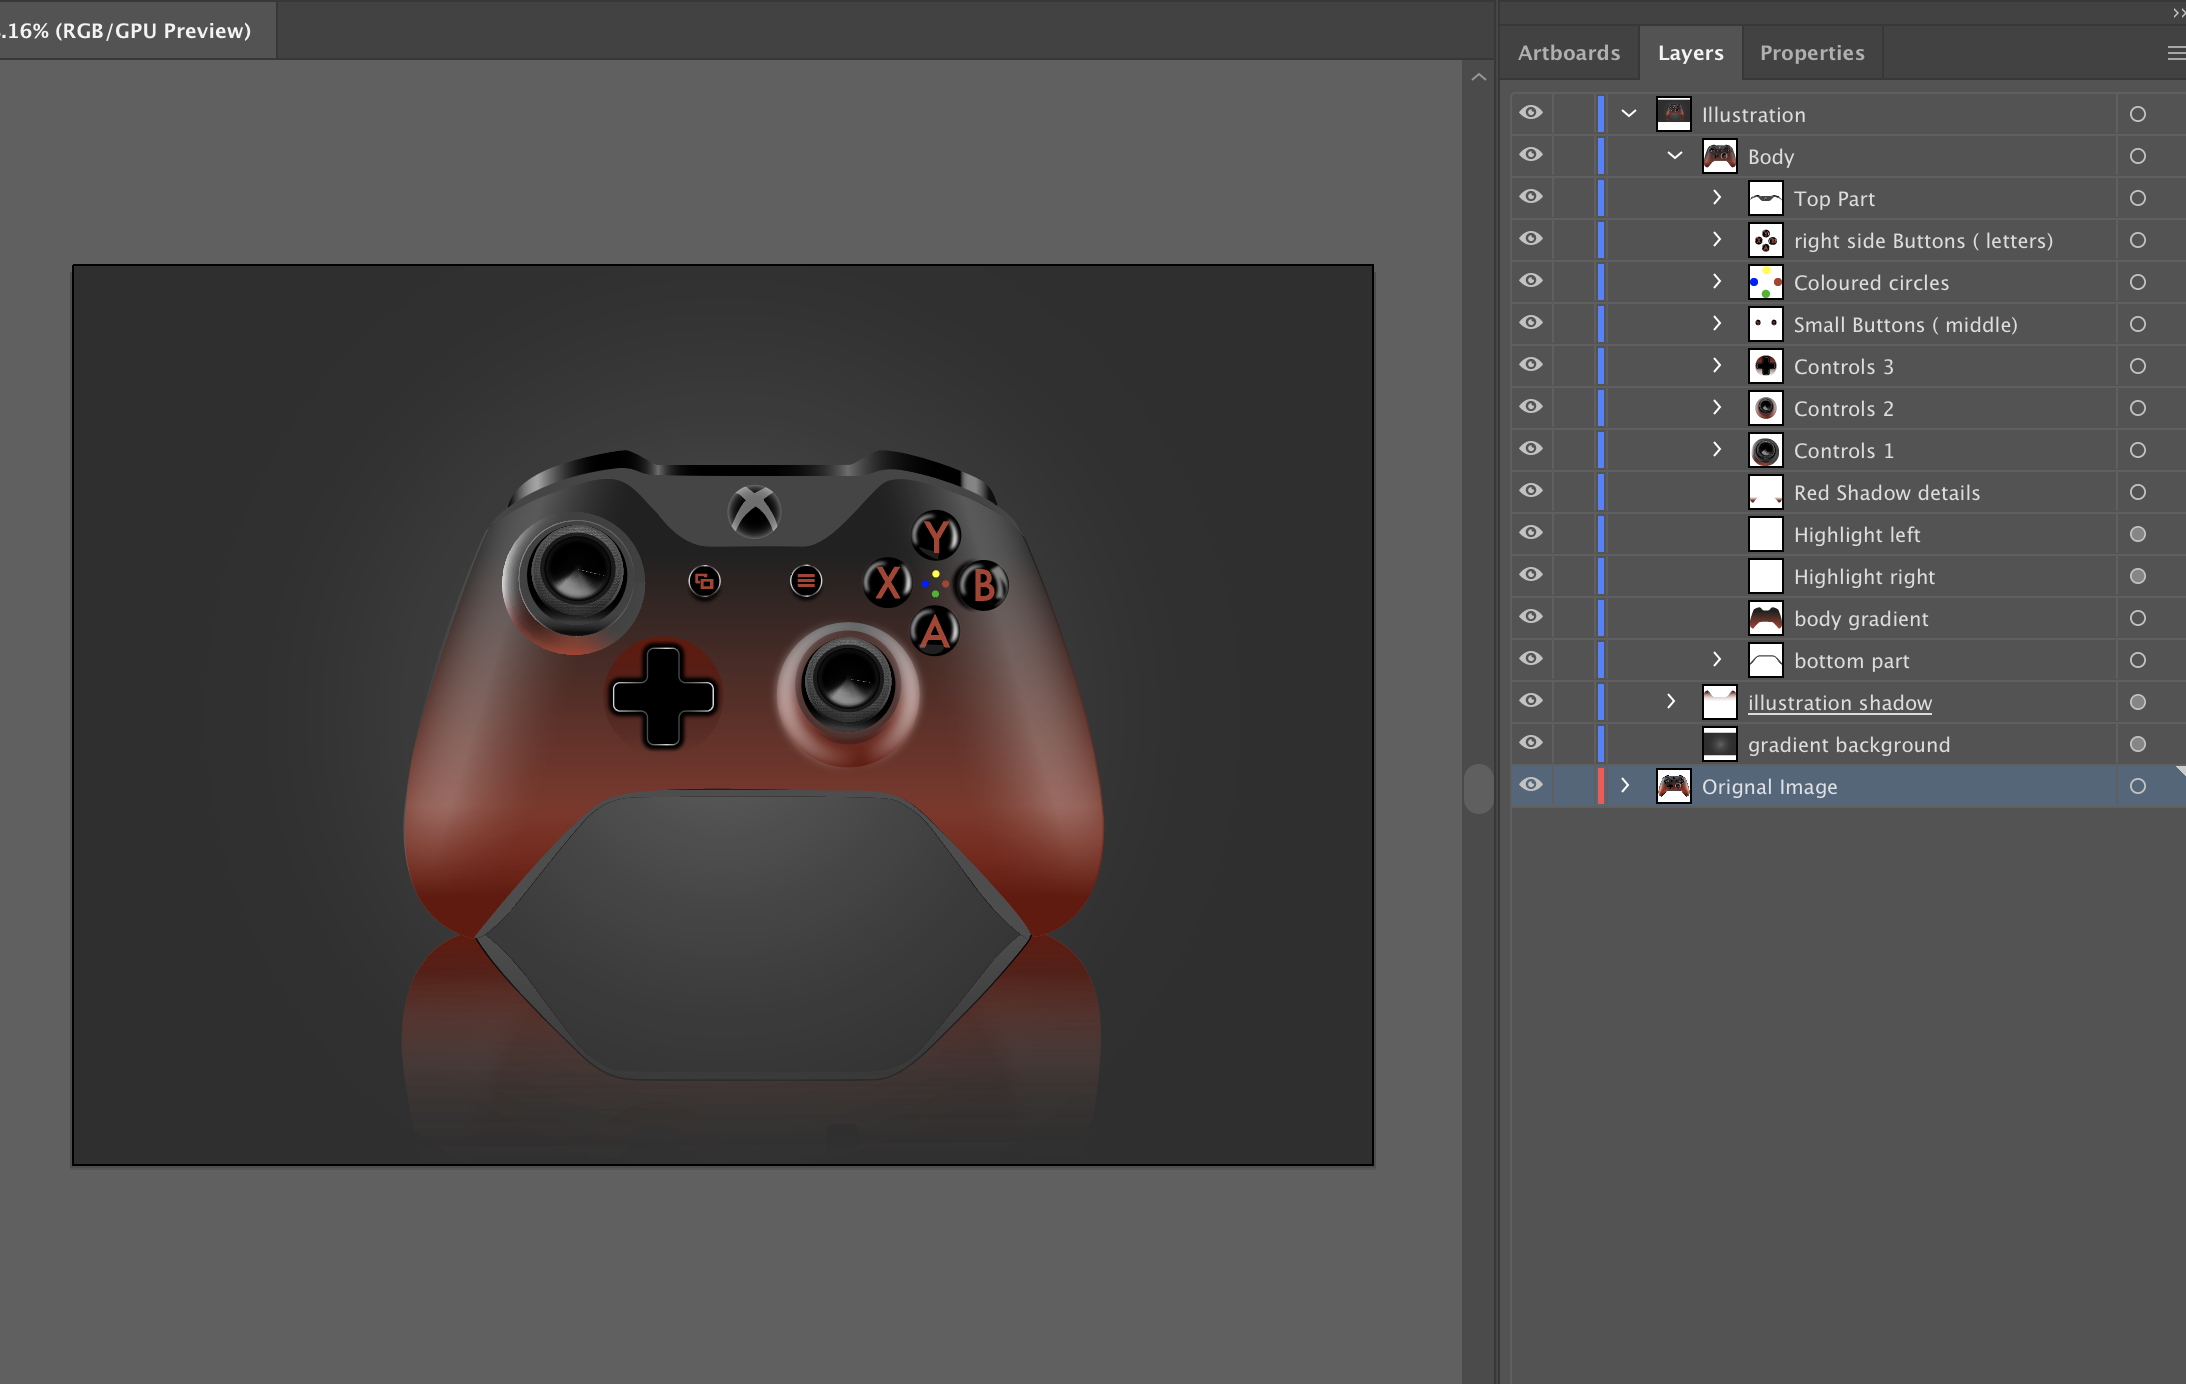 .16% (RGB/GPU Preview)
Artboards
Layers
Properties
Illustration
Body
Top Part
right side Buttons ( letters)
Coloured circles
Small Buttons ( middle)
Controls 3
Controls 2
Controls 1
Red Shadow details
Highlight left
Highlight right
body gradient
bottom part
illustration shadow
gradient background
Orignal Image
Y
X
B
A